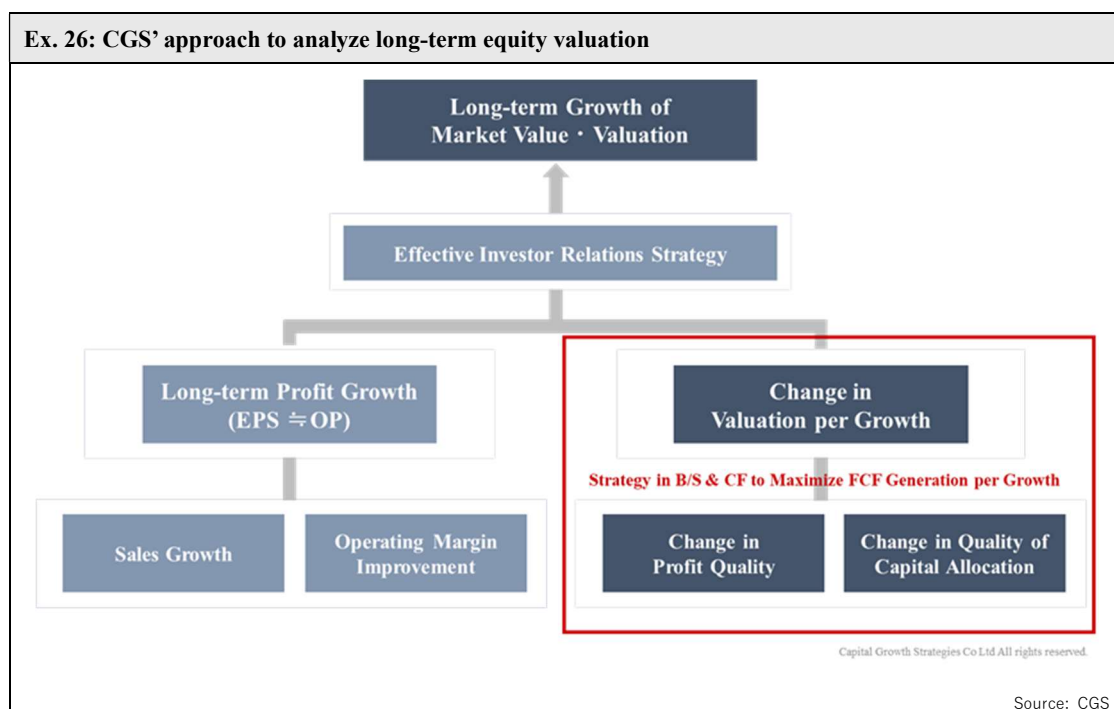 Ex. 26: CGS’ approach to analyze long-term equity valuation
Long-term Growth of
Market Value・Valuation
Effective Investor Relations Strategy
Long-term Profit Growth
(EPS ≒ OP)
Change in
Valuation per Growth
Strategy in B/S & CF to Maximize FCF Generation per Growth
Sales Growth
Operating Margin
Improvement
Change in
Profit Quality
Change in Quality of
Capital Allocation
Capital Growth Strategies Co Ltd All rights reserved.
Source: CGS